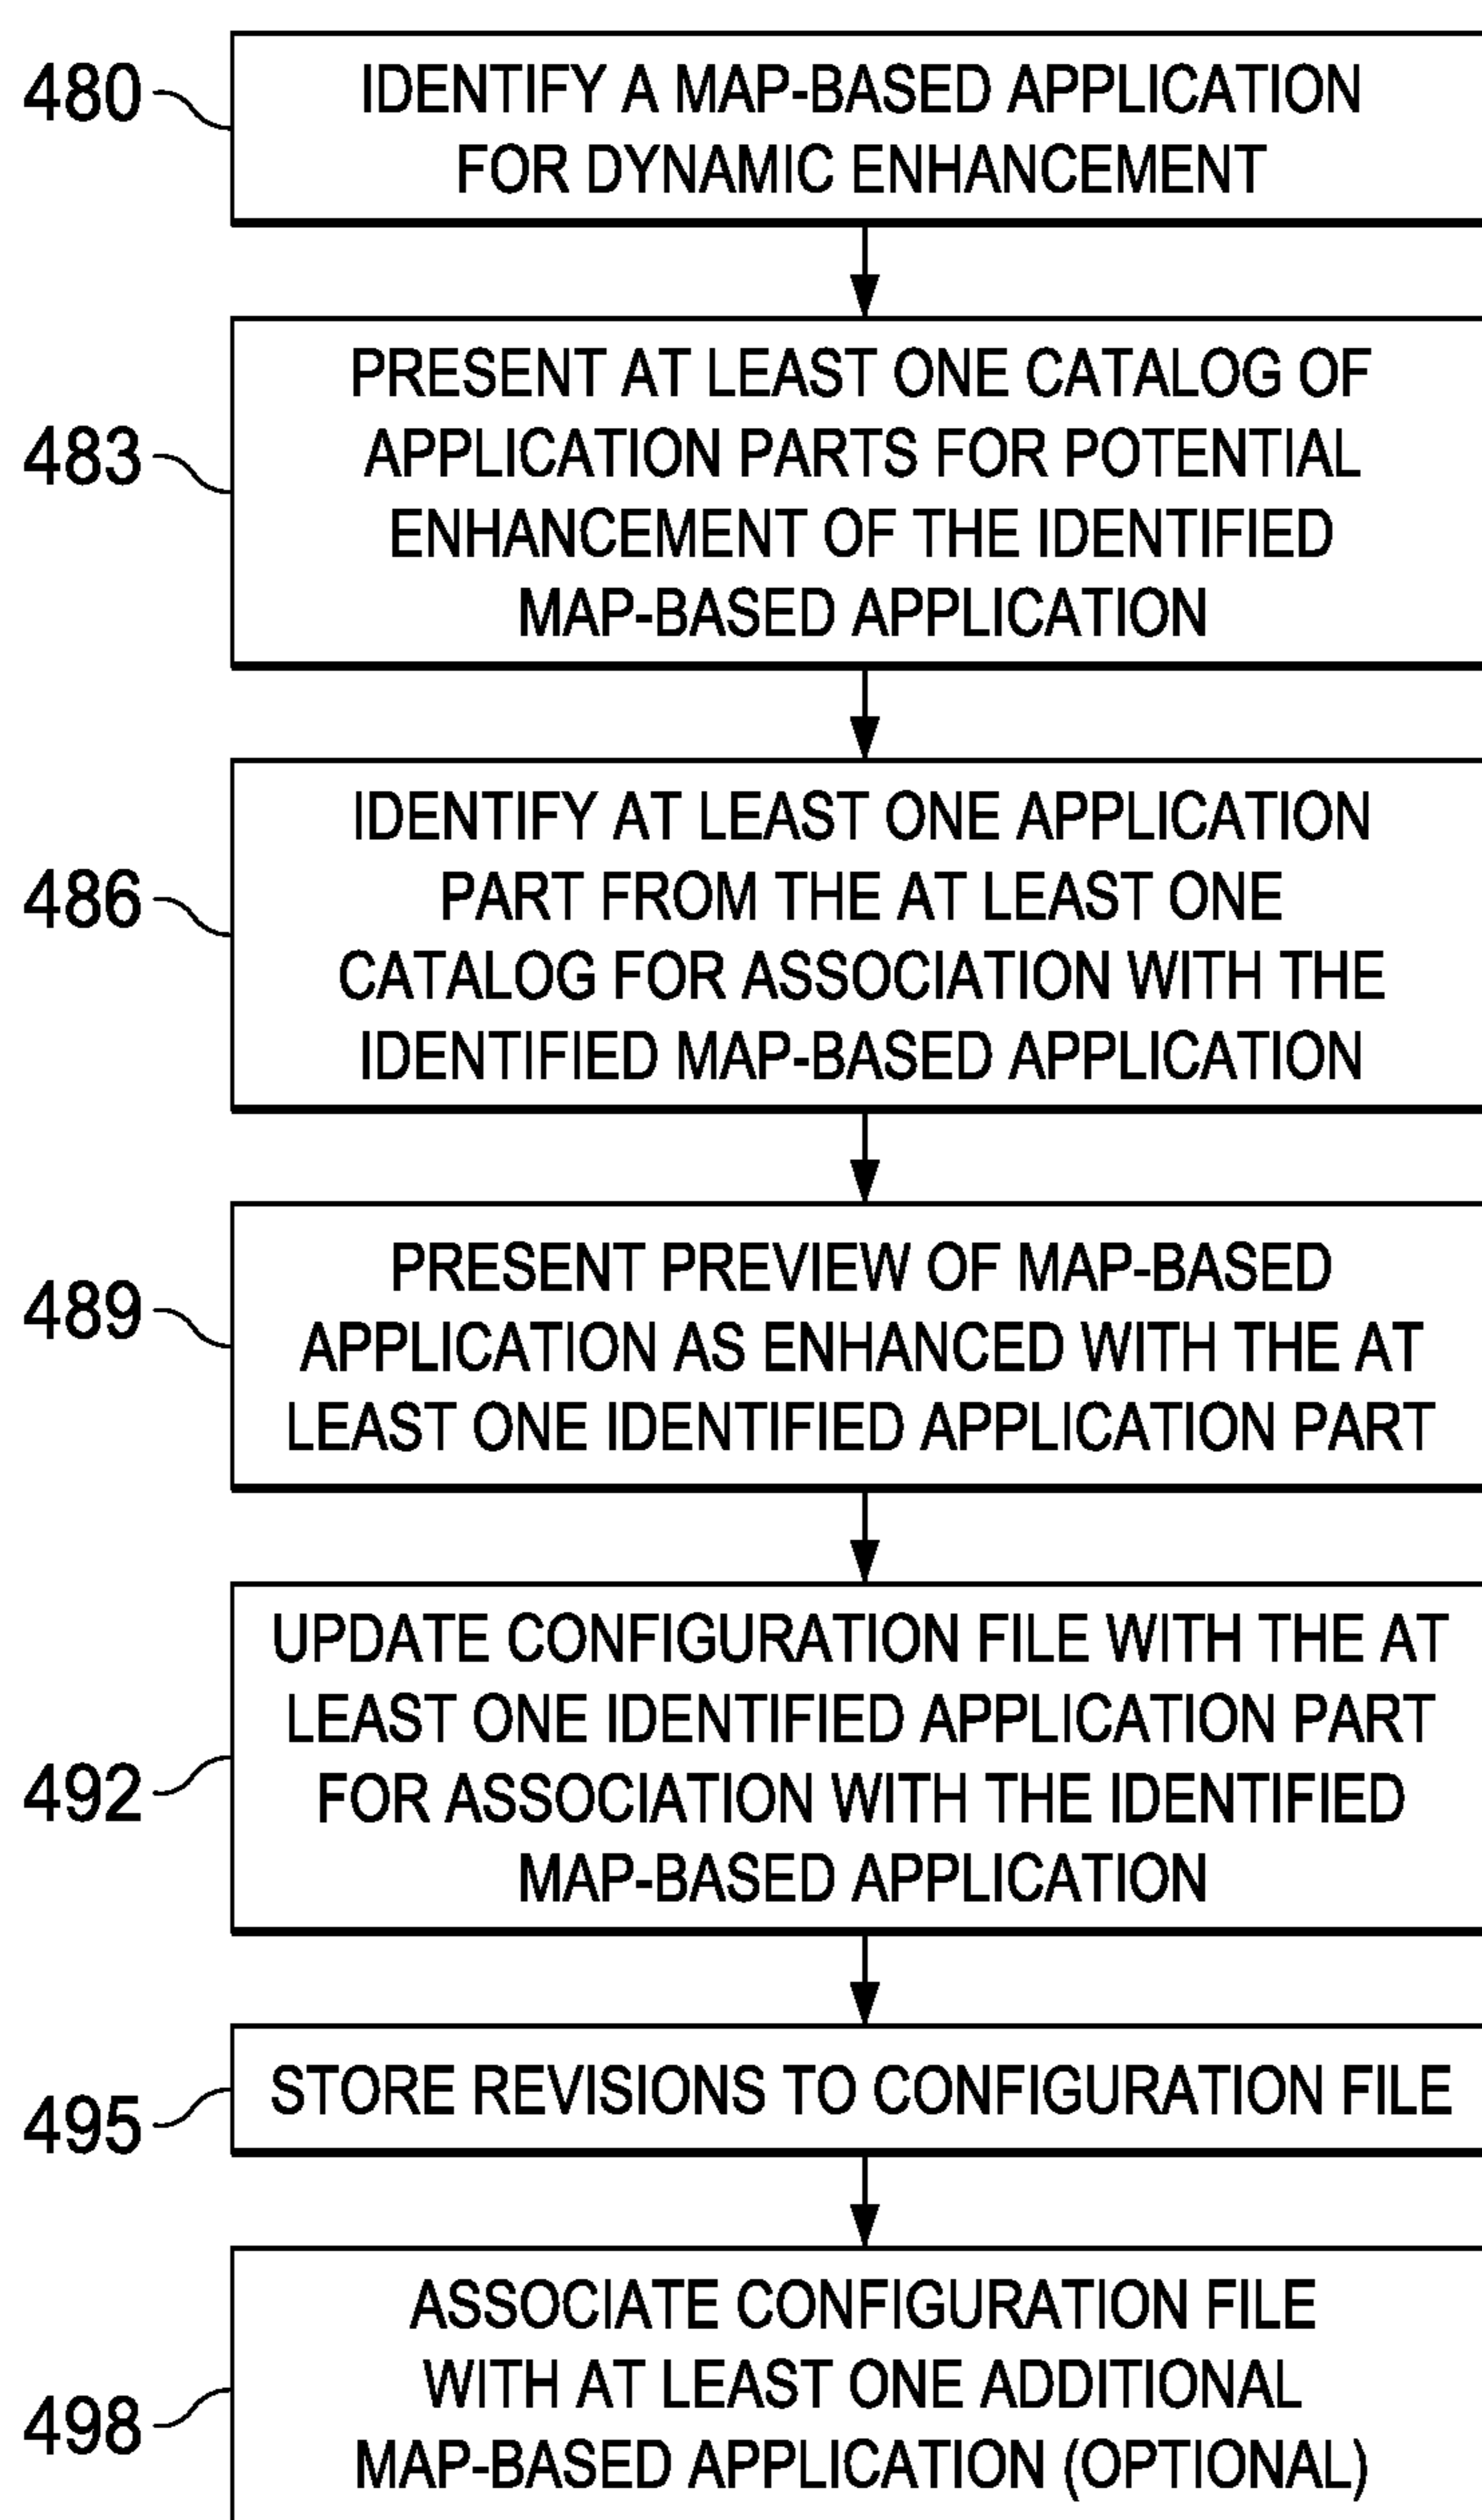 480
IDENTIFY A MAP-BASED APPLICATION
FOR DYNAMIC ENHANCEMENT
483
PRESENT AT LEAST ONE CATALOG OF
APPLICATION PARTS FOR POTENTIAL
ENHANCEMENT OF THE IDENTIFIED
MAP-BASED APPLICATION
486
IDENTIFY AT LEAST ONE APPLICATION
PART FROM THE AT LEAST ONE
CATALOG FOR ASSOCIATION WITH THE
IDENTIFIED MAP-BASED APPLICATION
489
PRESENT PREVIEW OF MAP-BASED
APPLICATION AS ENHANCED WITH THE AT
LEAST ONE IDENTIFIED APPLICATION PART
492
UPDATE CONFIGURATION FILE WITH THE AT
LEAST ONE IDENTIFIED APPLICATION PART
FOR ASSOCIATION WITH THE IDENTIFIED
MAP-BASED APPLICATION
495
STORE REVISIONS TO CONFIGURATION FILE
498
ASSOCIATE CONFIGURATION FILE
WITH AT LEAST ONE ADDITIONAL
MAP-BASED APPLICATION (OPTIONAL)